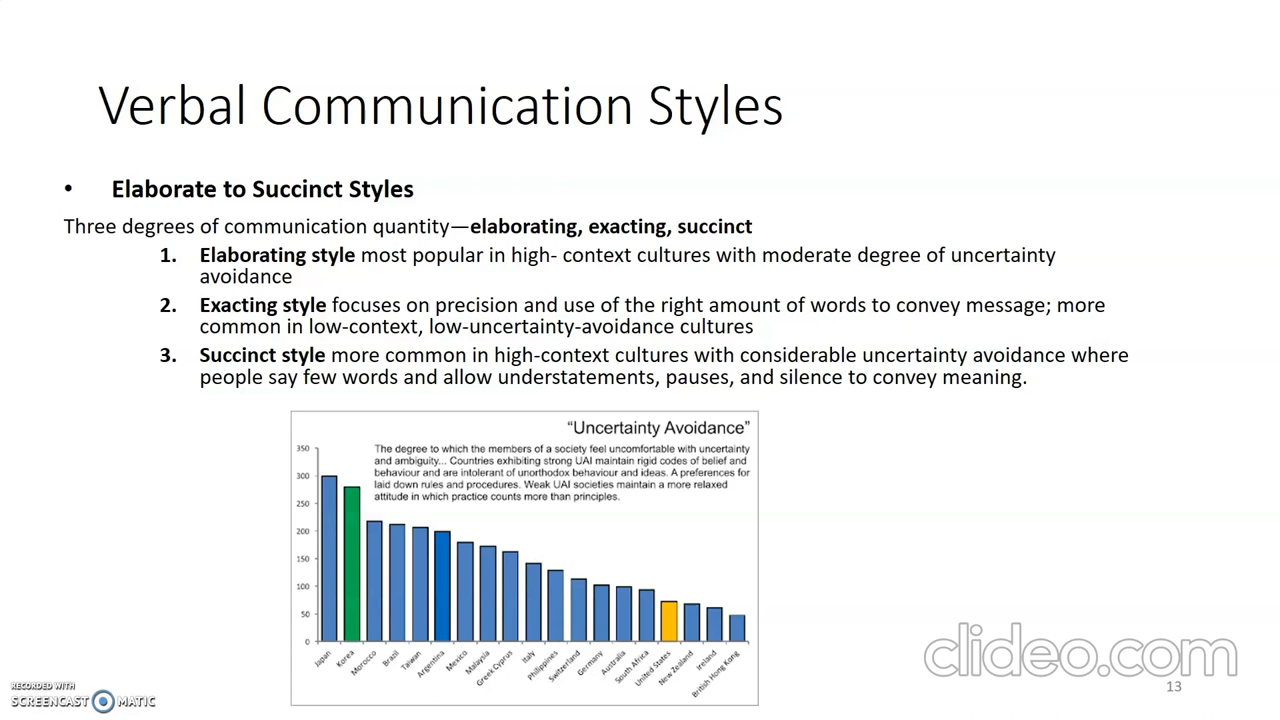 Verbal Communication Styles
• Elaborate to Succinct Styles
Three degrees of communication quantity—elaborating, exacting, succinct
1. Elaborating style most popular in high- context cultures with moderate degree of uncertainty
avoidance
2. Exacting style focuses on precision and use of the right amount of words to convey message; more
common in low-context, low-uncertainty-avoidance cultures
3. Succinct style more common in high-context cultures with considerable uncertainty avoidance where
people say few words and allow understatements, pauses, and silence to convey meaning.
“Uncertainty Avoidance”
The degree to which the members of a society feel uncomfortable with uncertainty
and ambiguity... Countries exhibiting strong UAI maintain rigid codes of belief and
behaviour and are intolerant of unorthodox behaviour and ideas. A preferences for
laid down rules and procedures. Weak UAI societies maintain a more relaxed
attitude in which practice counts more than principles.
350
300
250
200
150
100
50
0
Japan
Korea
Morocco
Brazil
Taiwan
Argentina
Mexico
Malaysia
Greek Cyprus
Italy
Philippines
Switzerland
Germany
Australia
South Africa
United States
New Zealand
Ireland
British Hong Kong
clideo.com
13
RECORDED WITH
SCREENCAST MATIC